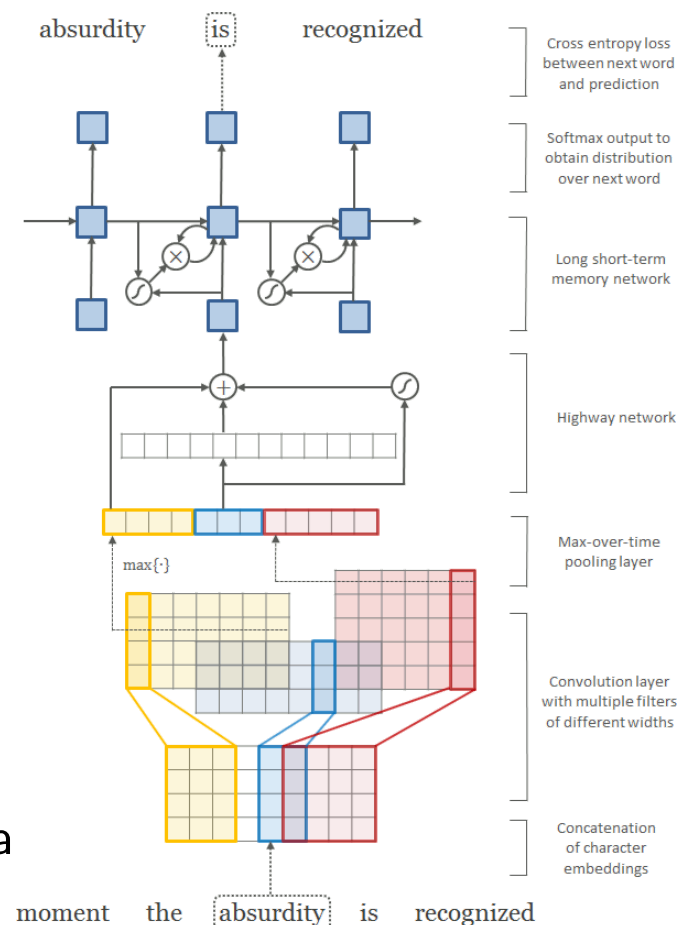 absurdity is recognized
Cross entropy loss
between next word
and prediction
Softmax output to
obtain distribution
over next word
Long short-term
memory network
×
×
∫
∫
+
∫
Highway network
Max-over-time
pooling layer
max{·}
Convolution layer
with multiple filters
of different widths
a
Concatenation
of character
embeddings
moment the absurdity is recognized